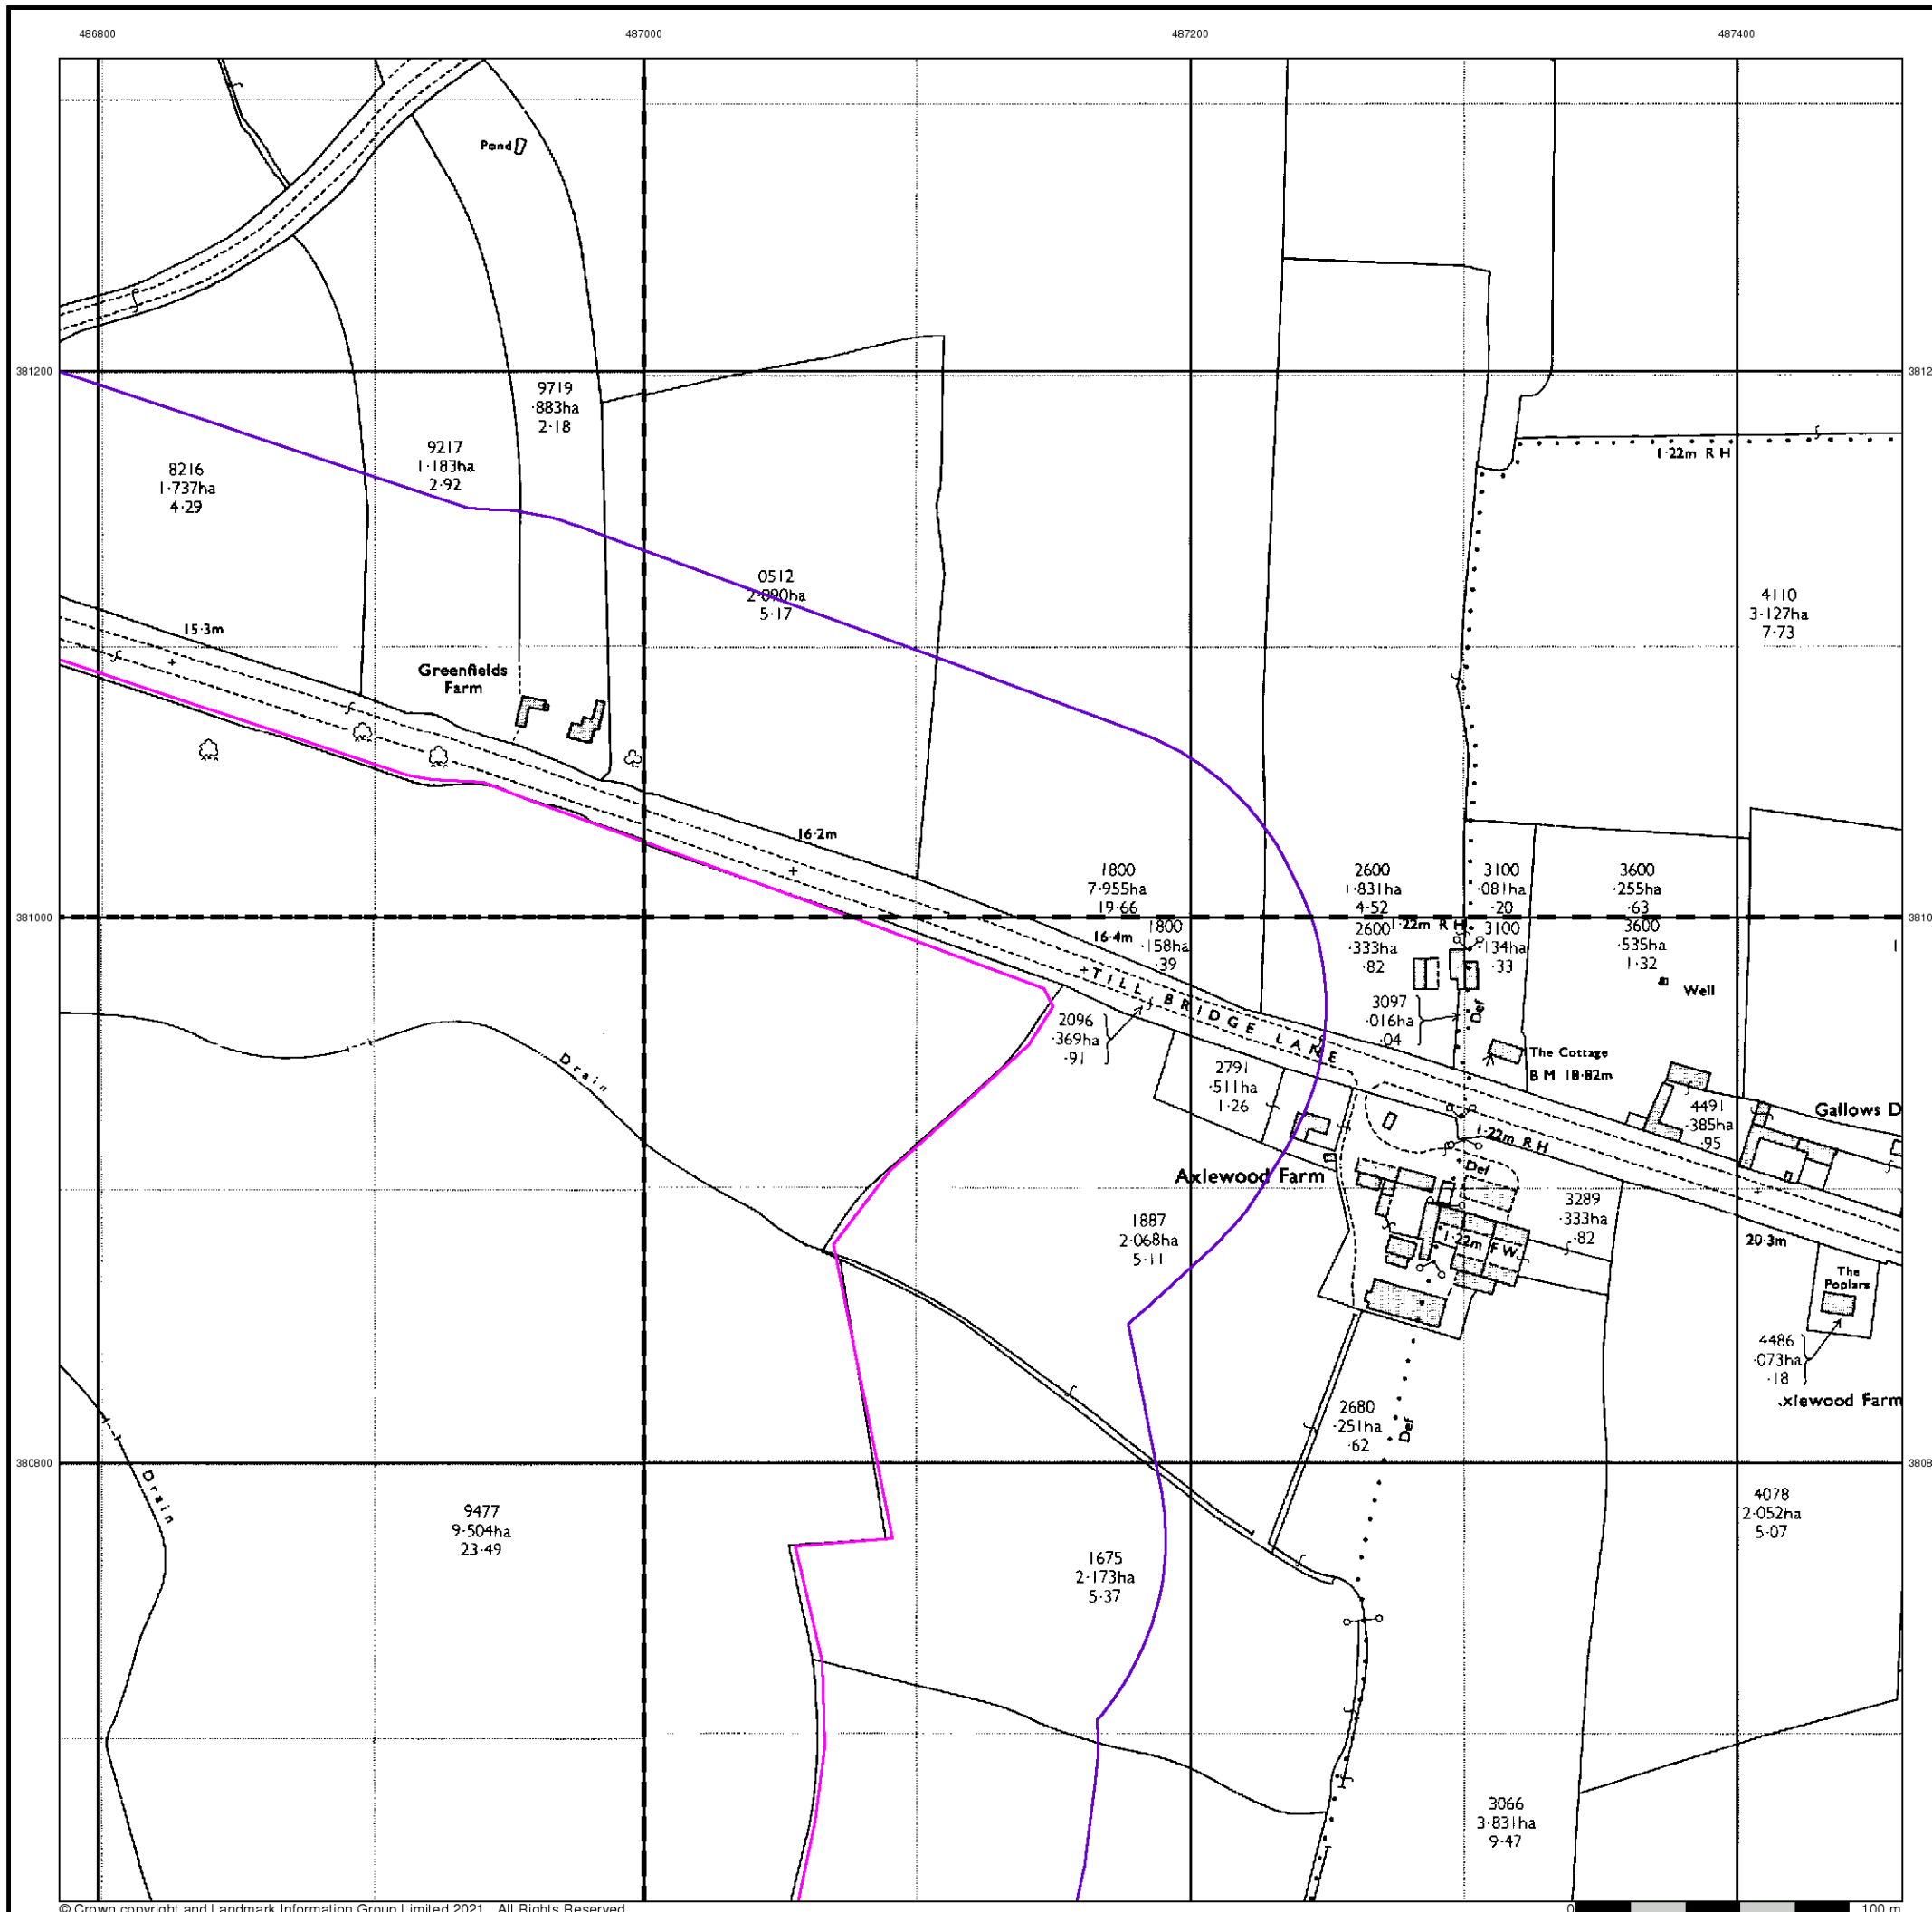 486800
487000
487200
487400
Pond
381200
3812
9719
·883ha
2·18
9217
1·183ha
2·92
8216
1·737ha
4·29
1·22m R H
0512
2·090ha
5·17
4110
3·127ha
7·73
15·3m
Greenfields
Farm
16·2m
1800
7·955ha
19·66
2600
1·831ha
4·52
3100
·081ha
·20
3600
·255ha
·63
381000
3810
1·22m R H
16·4m
1800
·158ha
·39
2600
·333ha
·82
3100
·134ha
·33
3600
·535ha
1·32
Well
TILL BRIDGE LANE
3097
·016ha
·04
Def
2096
·369ha
·91
The Cottage
B M 18·82m
2791
·511ha
1·26
Drain
4491
·385ha
·95
Gallows D
1·22m R H
Def
Axlewood Farm
3289
·333ha
·82
1887
2·068ha
5·11
1·22m F W
20·3m
The
Poplars
4486
·073ha
·18
xlewood Farm
2680
·251ha
·62
Def
380800
3808
Drain
9477
9·504ha
23·49
4078
2·052ha
5·07
1675
2·173ha
5·37
3066
3·831ha
9·47
© Crown copyright and Landmark Information Group Limited 2021. All Rights Reserved.
0
100 m